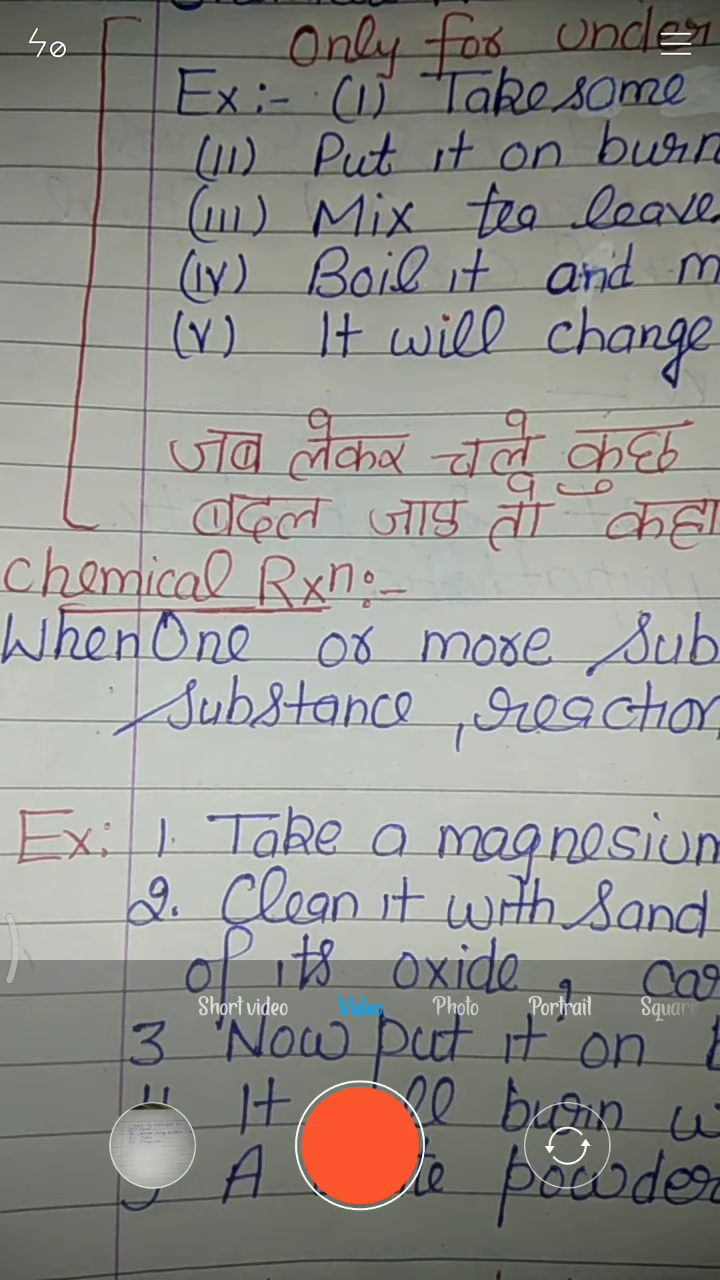 Only for under
Ex:- (I) Take some
(II) Put it on burn
(III) Mix tea leave
(IV) Boil it and m
(V) It will change
जब लेकर चले कुछ
बदल जाए तो कहा
Chemical Rxn:-
When One or more Sub
Substance, reaction
Ex: 1. Take a magnesium
2. Clean it with Sand
of its oxide, car
Short video Video Photo Portrait Square
3 Now put it on
It burn w
A powder